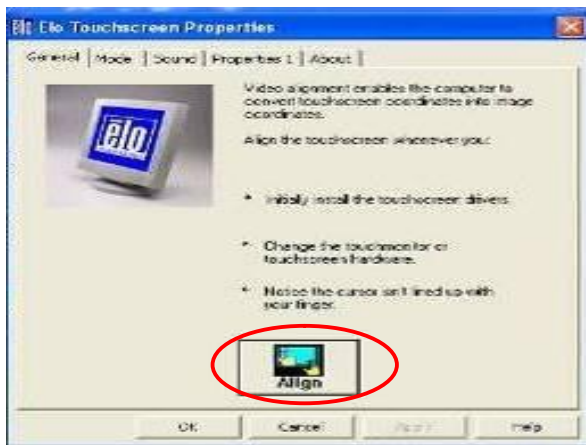 Elo Touchscreen Properties
General Mode Sound Properties 1 About
Video alignment enables the computer to
convert touchscreen coordinates into image
coordinates.
Align the touchscreen whenever you:
elo
* Initially install the touchscreen drivers
* Change the touchmonitor or
touchscreen hardware.
* Notice the cursor isn't lined up with
your finger.
Align
OK Cancel Apply Help